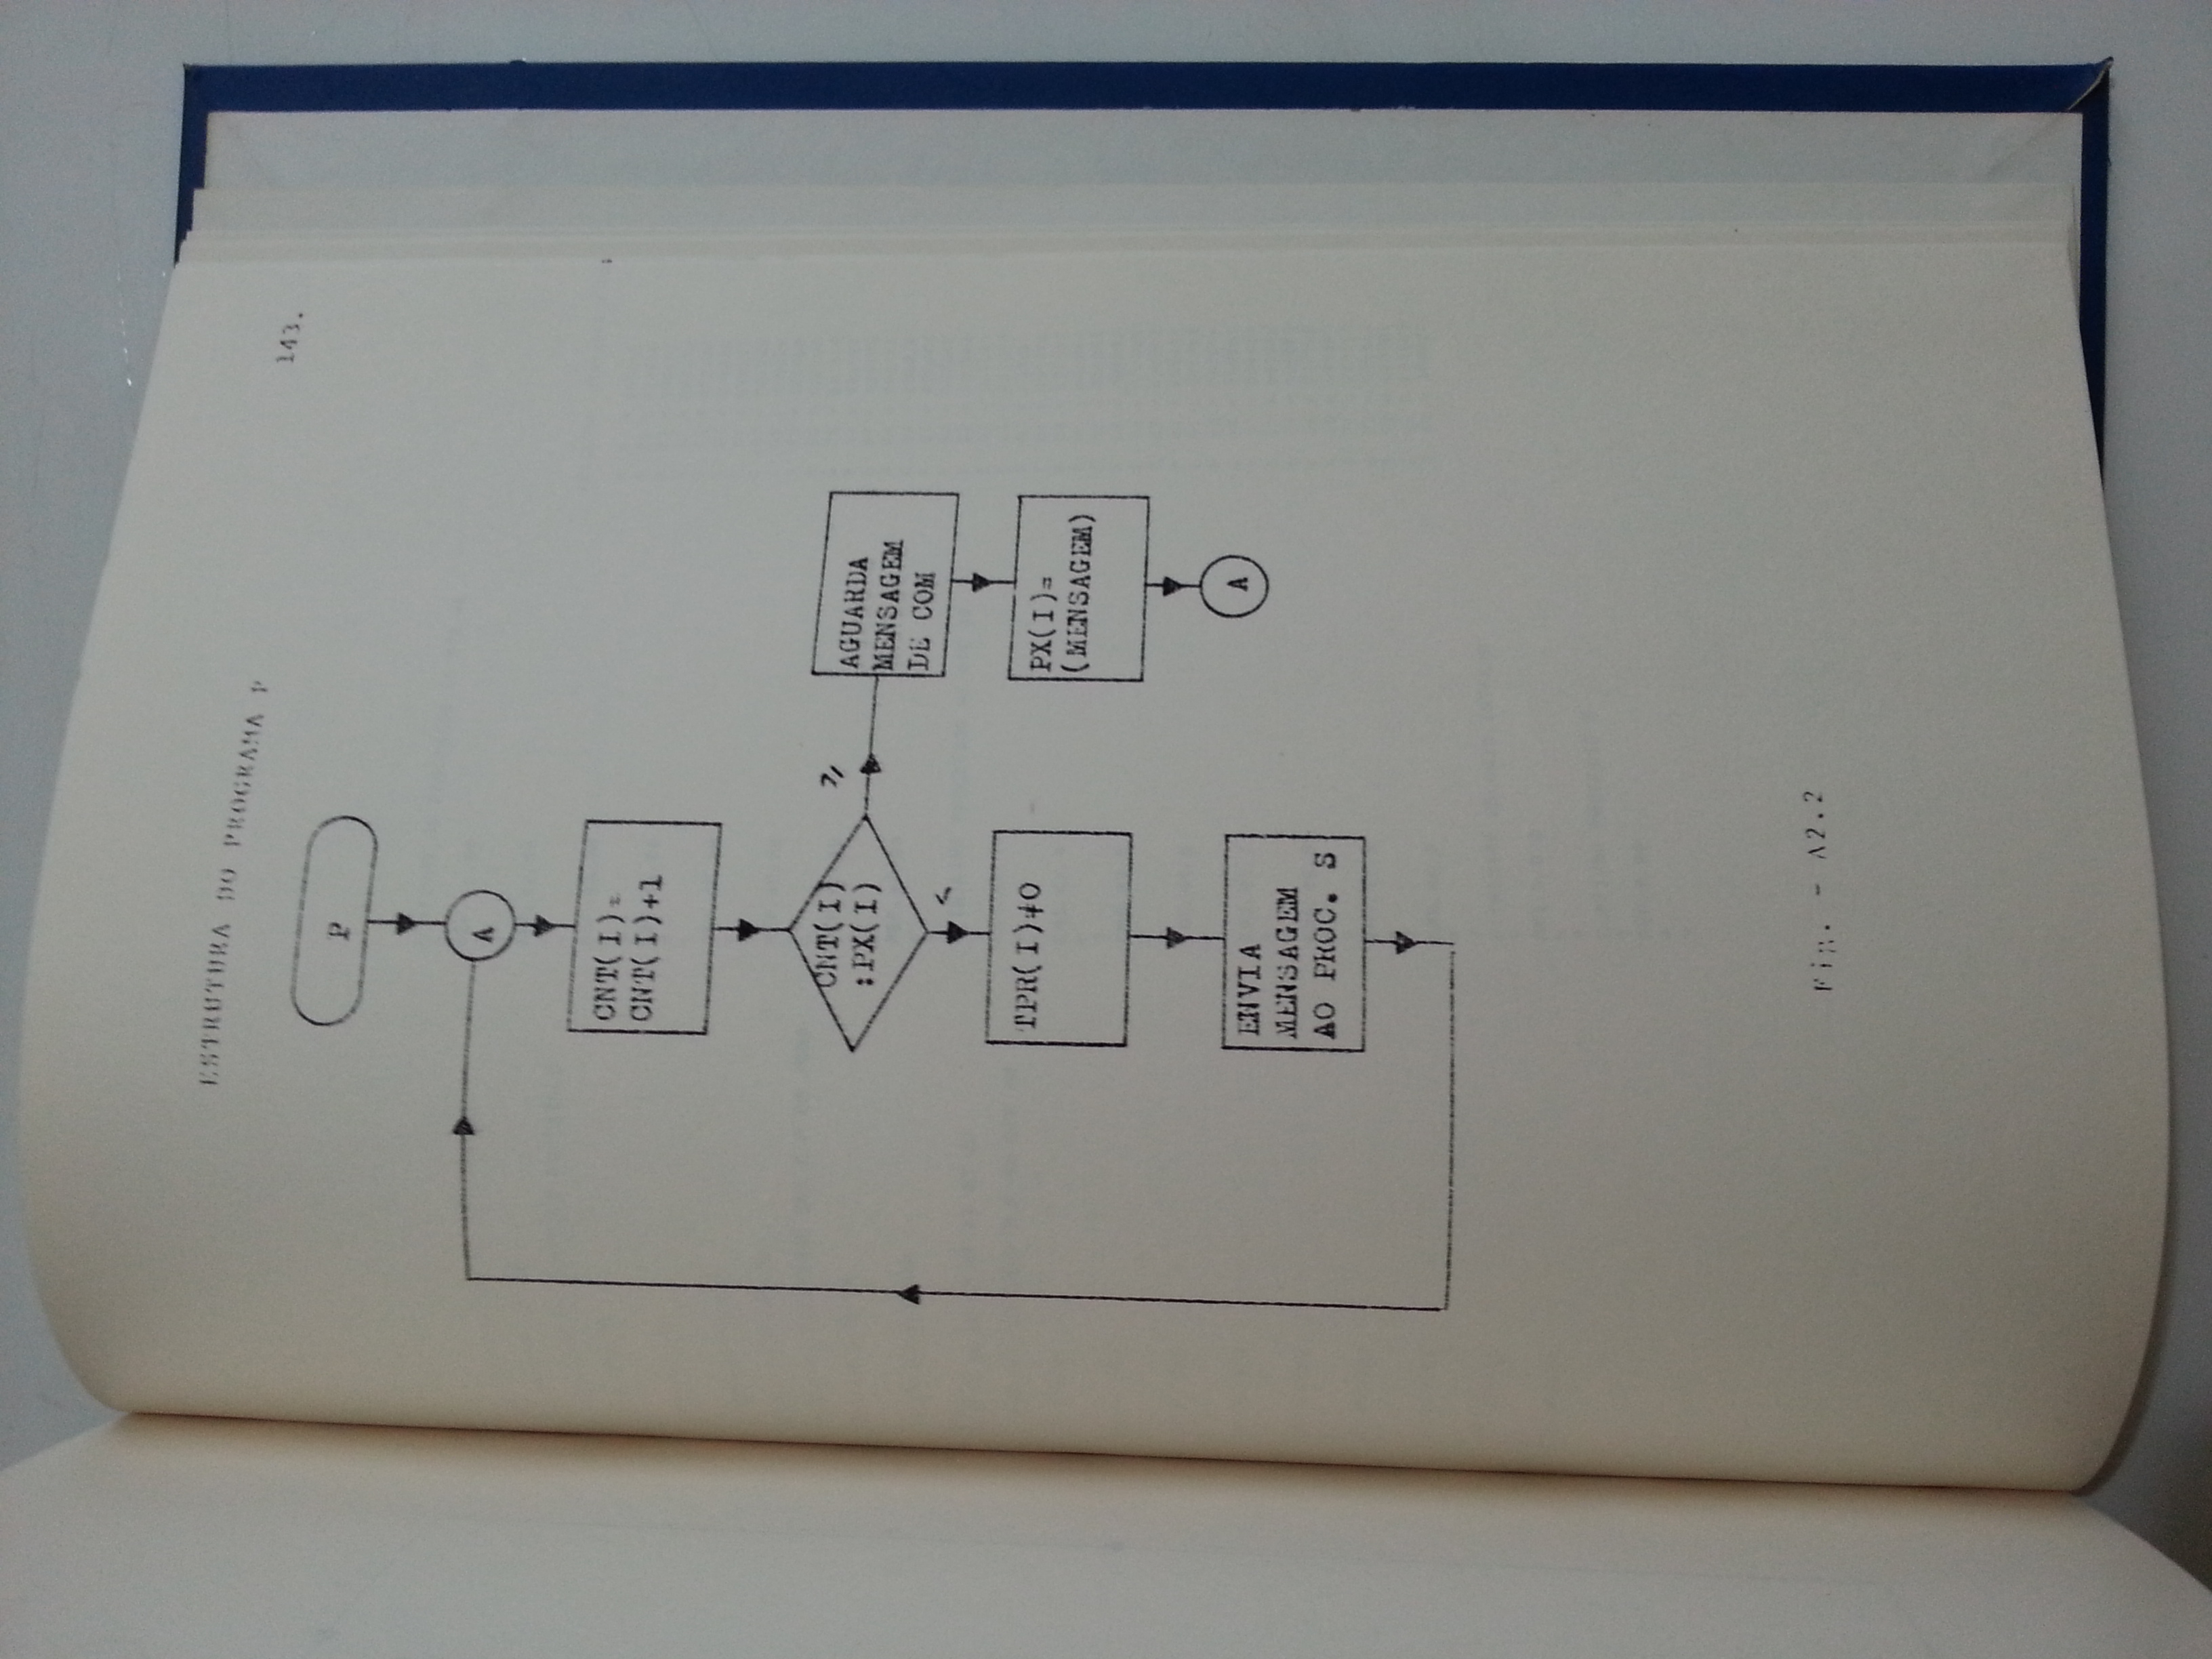 143.
ESTRUTURA DO PROGRAMA P
P
A
CNT(I)=
CNT(I)+1
CNT(I)
:PX(I)
≥
<
AGUARDA
MENSAGEM
DE COM
TPR(I)≠0
PX(I)=
(MENSAGEM)
ENVIA
MENSAGEM
AO PROC. S
A
Fig. - A2.2